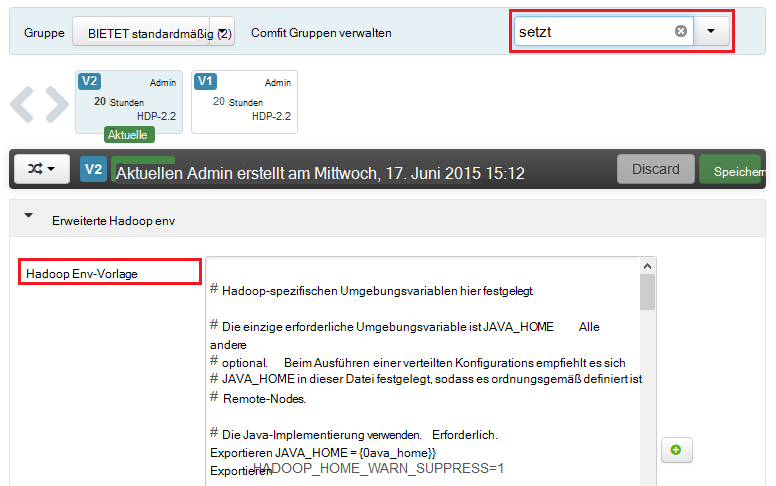 Gruppe BIETET standardmäßig (2) Comfit Gruppen verwalten setzt
V2 Admin V1 Admin
20 Stunden 20 Stunden
HDP-2.2 HDP-2.2
Aktuelle
V2 Aktuellen Admin erstellt am Mittwoch, 17. Juni 2015 15:12 Discard Speichern
Erweiterte Hadoop env
Hadoop Env-Vorlage
# Hadoop-spezifischen Umgebungsvariablen hier festgelegt.
# Die einzige erforderliche Umgebungsvariable ist JAVA_HOME Alle
andere
# optional. Beim Ausführen einer verteilten Konfigurations empfiehlt es sich
# JAVA_HOME in dieser Datei festgelegt, sodass es ordnungsgemäß definiert ist
# Remote-Nodes.
# Die Java-Implementierung verwenden. Erforderlich.
Exportieren JAVA_HOME = {0ava_home}}
Exportieren HADOOP_HOME_WARN_SUPPRESS=1